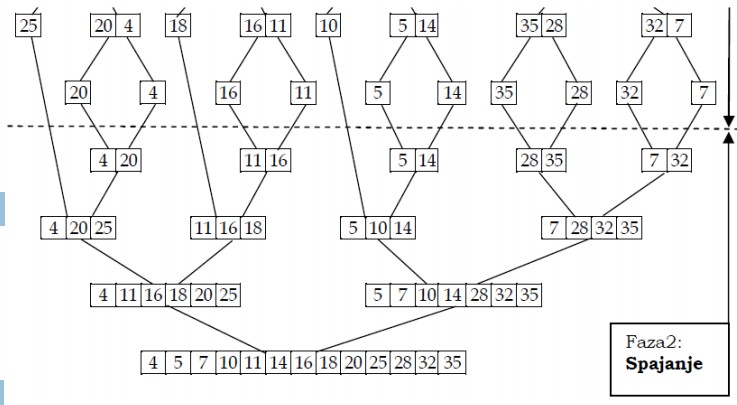 25 20 4 18 16 11 10 5 14 35 28 32 7
20 4 16 11 5 14 35 28 32 7
4 20 11 16 5 14 28 35 7 32
4 20 25 11 16 18 5 10 14 7 28 32 35
4 11 16 18 20 25 5 7 10 14 28 32 35
4 5 7 10 11 14 16 18 20 25 28 32 35
Faza2:
Spajanje